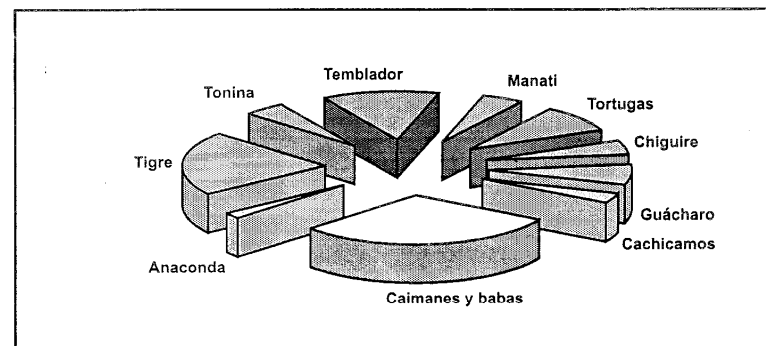 Temblador
Manati
Tonina
Tortugas
Chiguire
Tigre
Guácharo
Cachicamos
Anaconda
Caimanes y babas